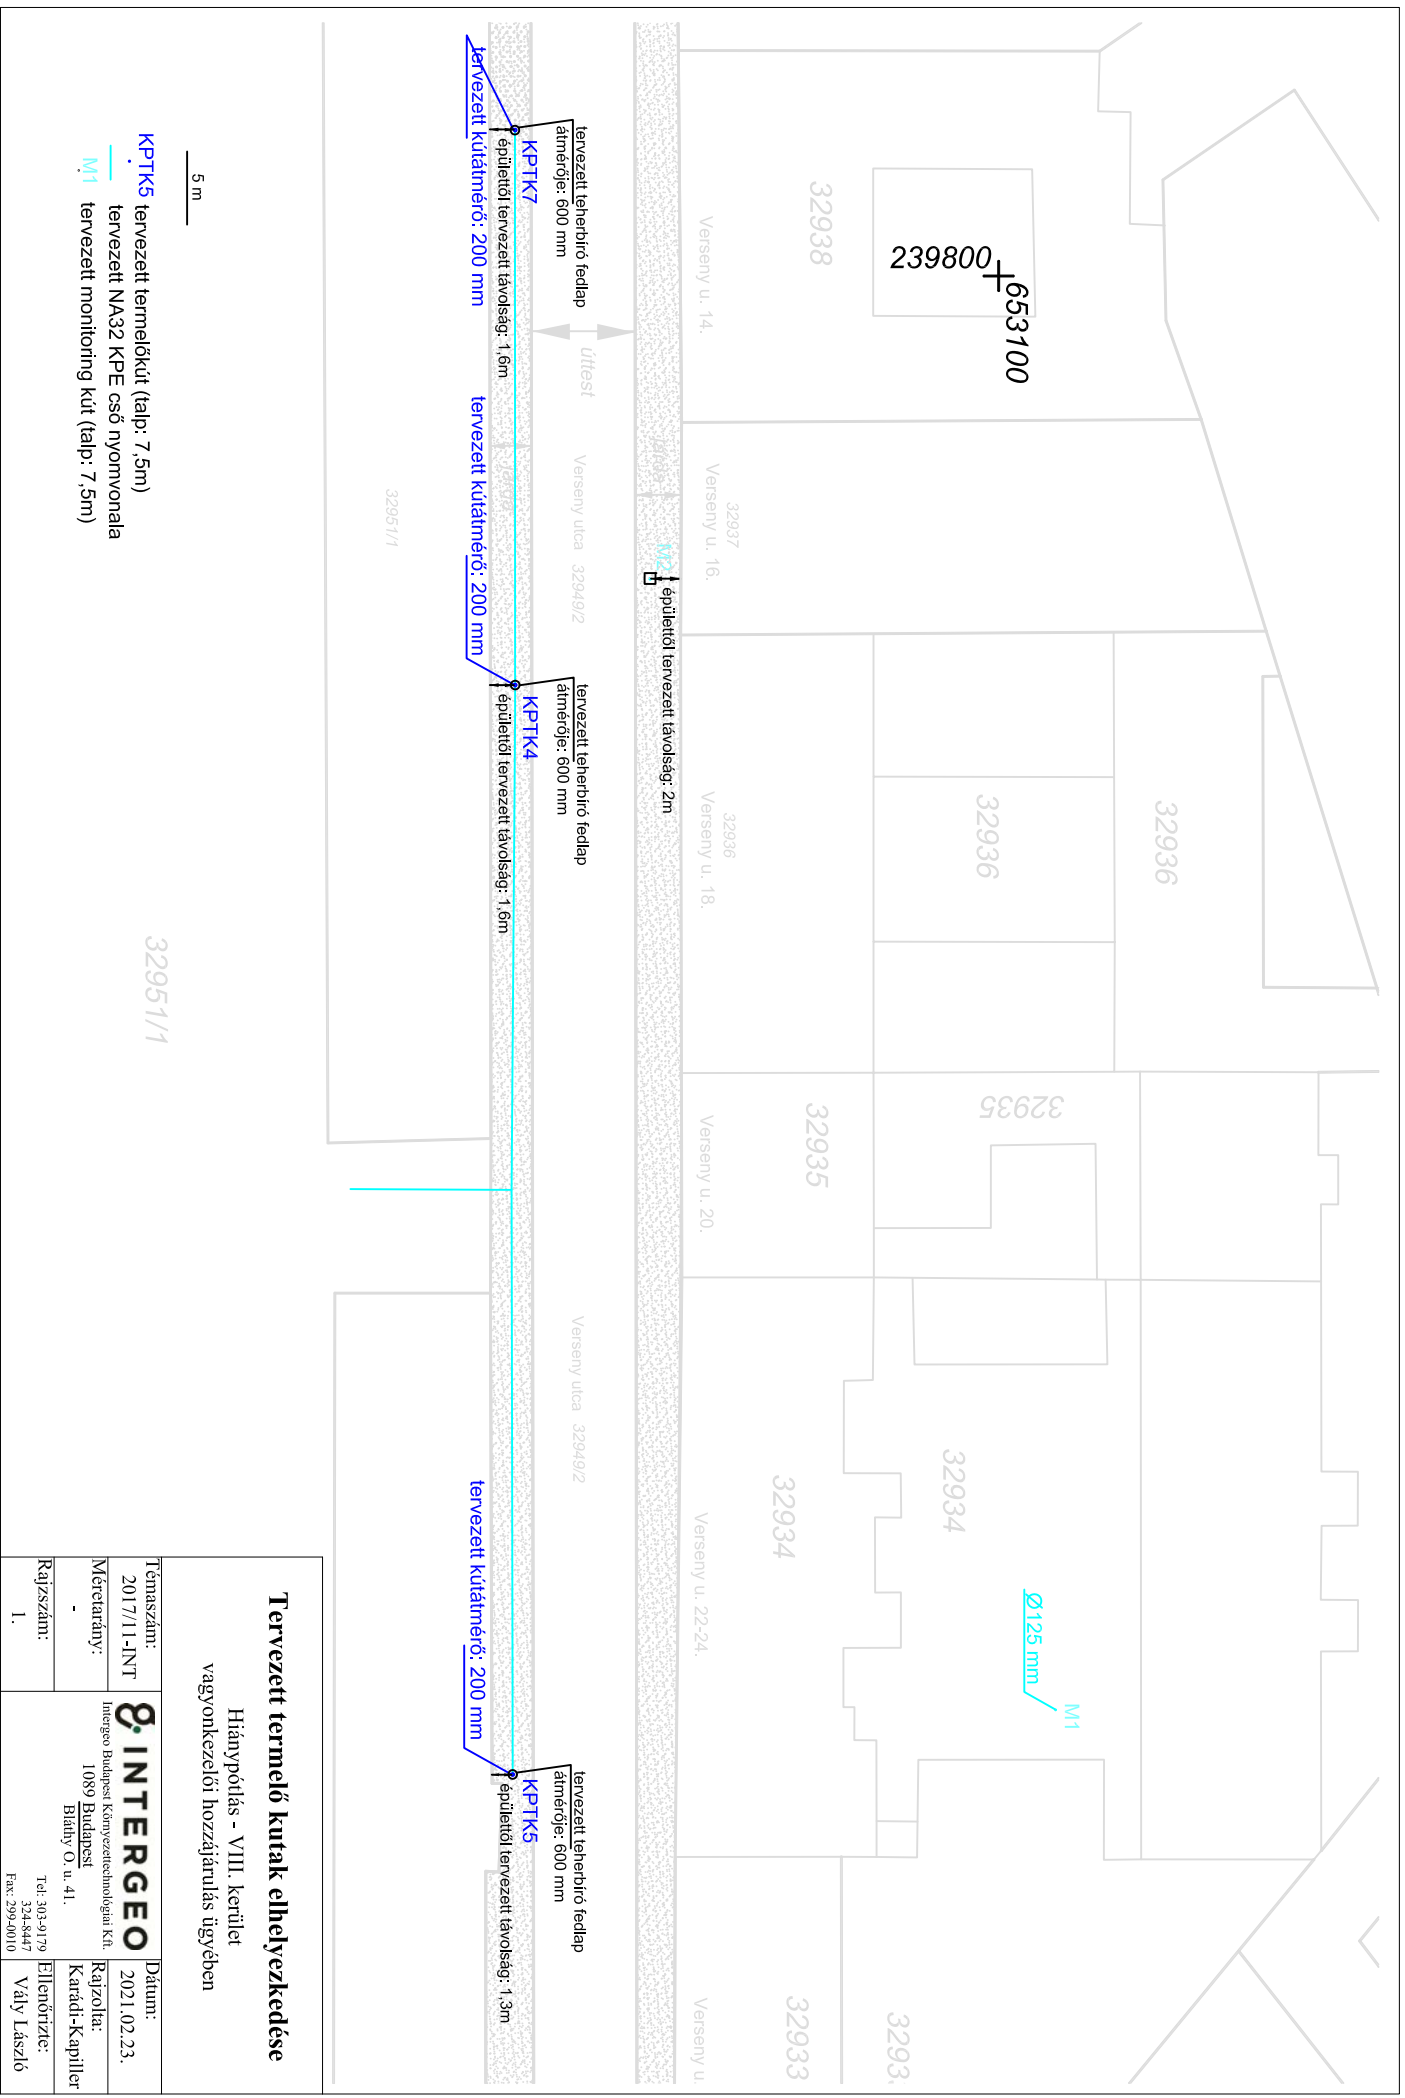 239800
653100
32938
Verseny u. 14.
32937
Verseny u. 16.
32936
Verseny u. 18.
32936
32936
32935
32935
Verseny u. 20.
32934
32934
Verseny u. 22-24.
32933
3293
Verseny u.
Ø125 mm
M1
M2
épülettől tervezett távolság: 2m
járda
úttest
Verseny utca 32949/2
Verseny utca 32949/2
tervezett teherbíró fedlap
átmérője: 600 mm
KPTK7
épülettől tervezett távolság: 1,6m
tervezett kútátmérő: 200 mm
tervezett teherbíró fedlap
átmérője: 600 mm
KPTK4
épülettől tervezett távolság: 1,6m
tervezett kútátmérő: 200 mm
tervezett teherbíró fedlap
átmérője: 600 mm
KPTK5
épülettől tervezett távolság: 1,3m
tervezett kútátmérő: 200 mm
járda
32951/1
32951/1
5 m
KPTK5 tervezett termelőkút (talp: 7,5m)
tervezett NA32 KPE cső nyomvonala
M1 tervezett monitoring kút (talp: 7,5m)
Tervezett termelő kutak elhelyezkedése
Hiánypótlás - VIII. kerület
vagyonkezelői hozzájárulás ügyében
Témaszám:
2017/11-INT
Méretarány:
-
Rajzszám:
1.
INTERGEO
Intergeo Budapest Környezettechnológiai Kft.
1089 Budapest
Bláthy O. u. 41.
Tel: 303-9179
324-8447
Fax: 299-0010
Dátum:
2021.02.23.
Rajzolta:
Karádi-Kapiller
Ellenőrizte:
Vály László